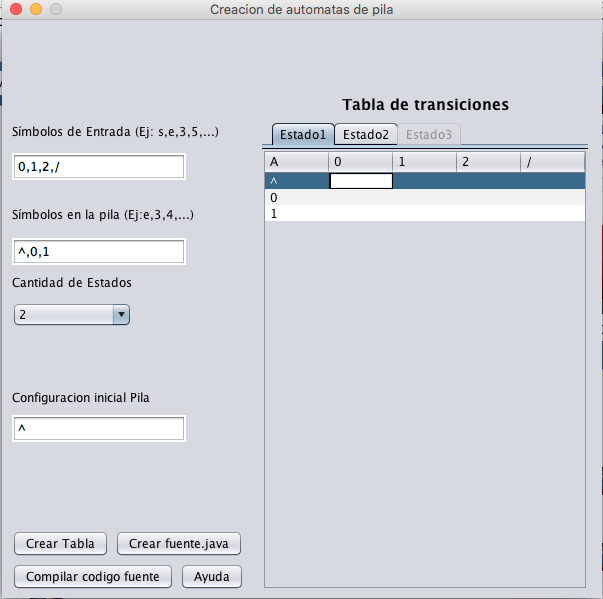 Creacion de automatas de pila
Tabla de transiciones
Símbolos de Entrada (Ej: s,e,3,5,...)
0,1,2,/
Símbolos en la pila (Ej:e,3,4,...)
^,0,1
Cantidad de Estados
2
Configuracion inicial Pila
^
Crear Tabla Crear fuente.java
Compilar codigo fuente Ayuda
Estado1 Estado2 Estado3
A 0 1 2 /
^
0
1